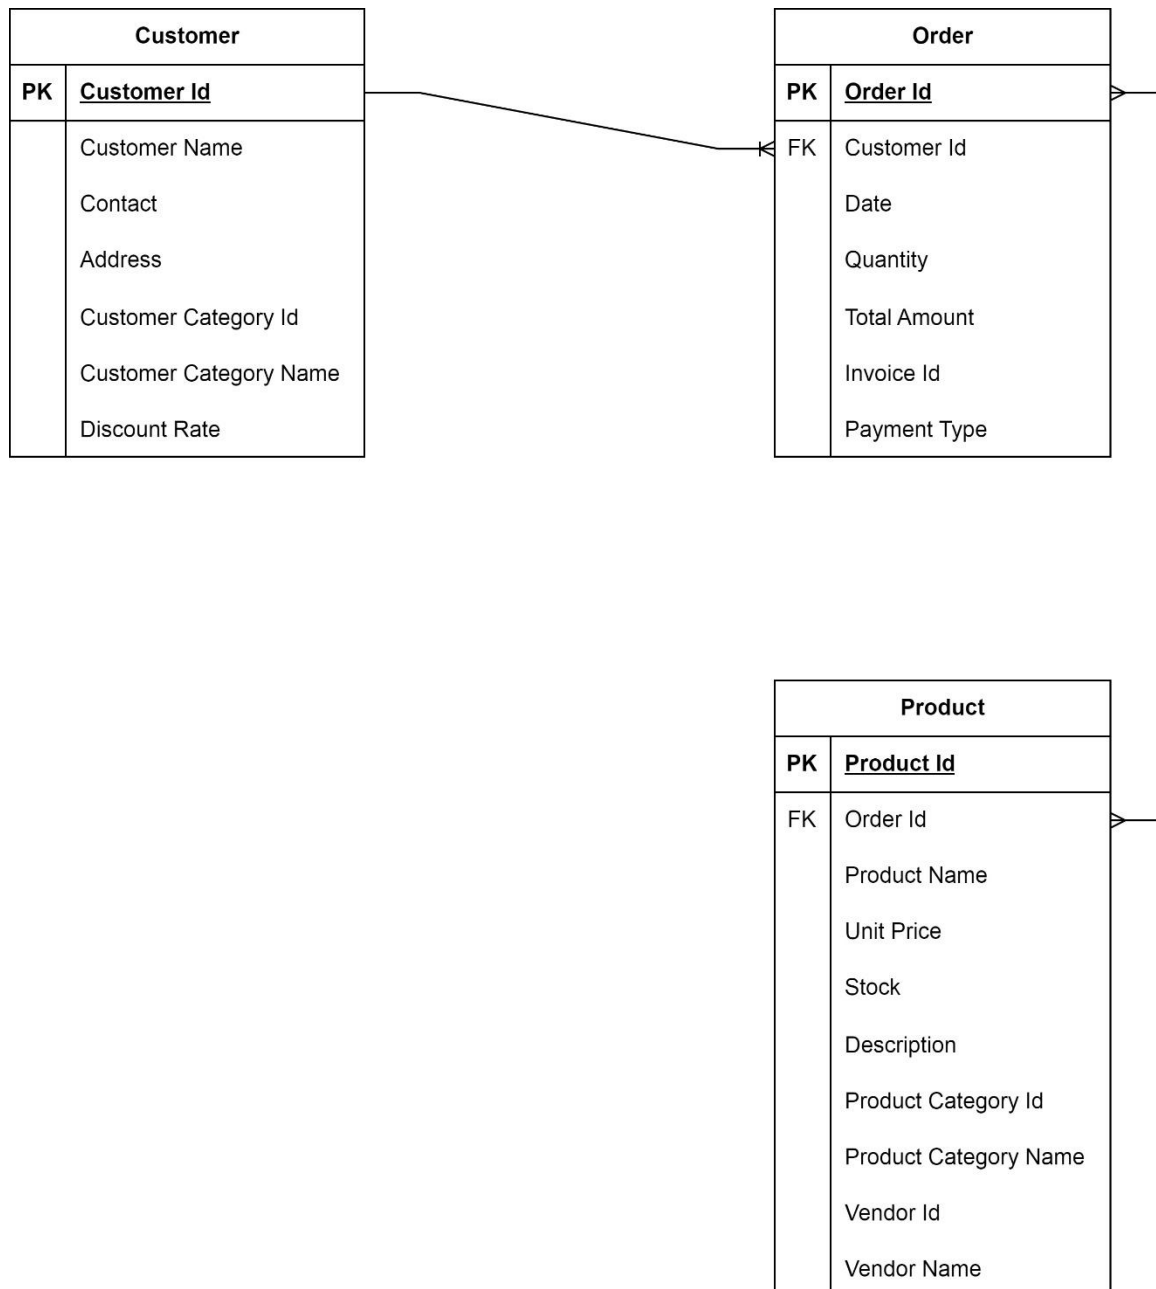 Customer
PK Customer Id
Customer Name
Contact
Address
Customer Category Id
Customer Category Name
Discount Rate
Order
PK Order Id
FK Customer Id
Date
Quantity
Total Amount
Invoice Id
Payment Type
Product
PK Product Id
FK Order Id
Product Name
Unit Price
Stock
Description
Product Category Id
Product Category Name
Vendor Id
Vendor Name